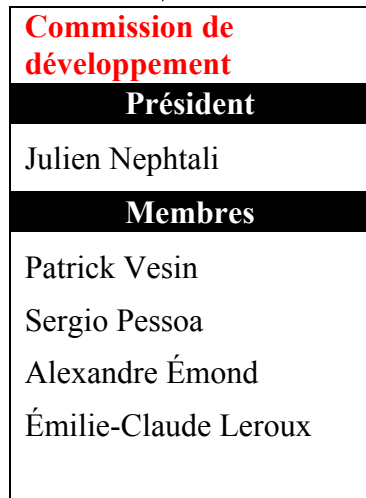 Commission de
développement
Président
Julien Nephtali
Membres
Patrick Vesin
Sergio Pessoa
Alexandre Émond
Émilie-Claude Leroux